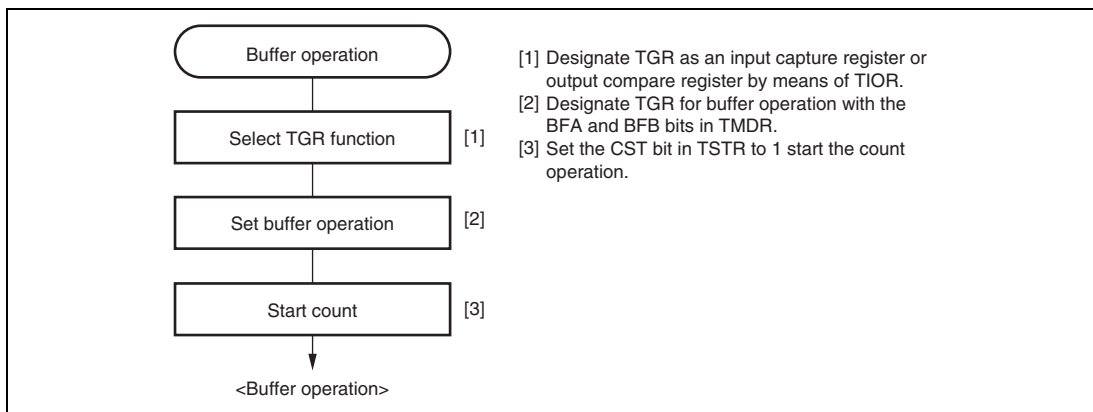 Buffer operation
Select TGR function
[1]
Set buffer operation
[2]
Start count
[3]
<Buffer operation>
[1] Designate TGR as an input capture register or
output compare register by means of TIOR.
[2] Designate TGR for buffer operation with the
BFA and BFB bits in TMDR.
[3] Set the CST bit in TSTR to 1 start the count
operation.